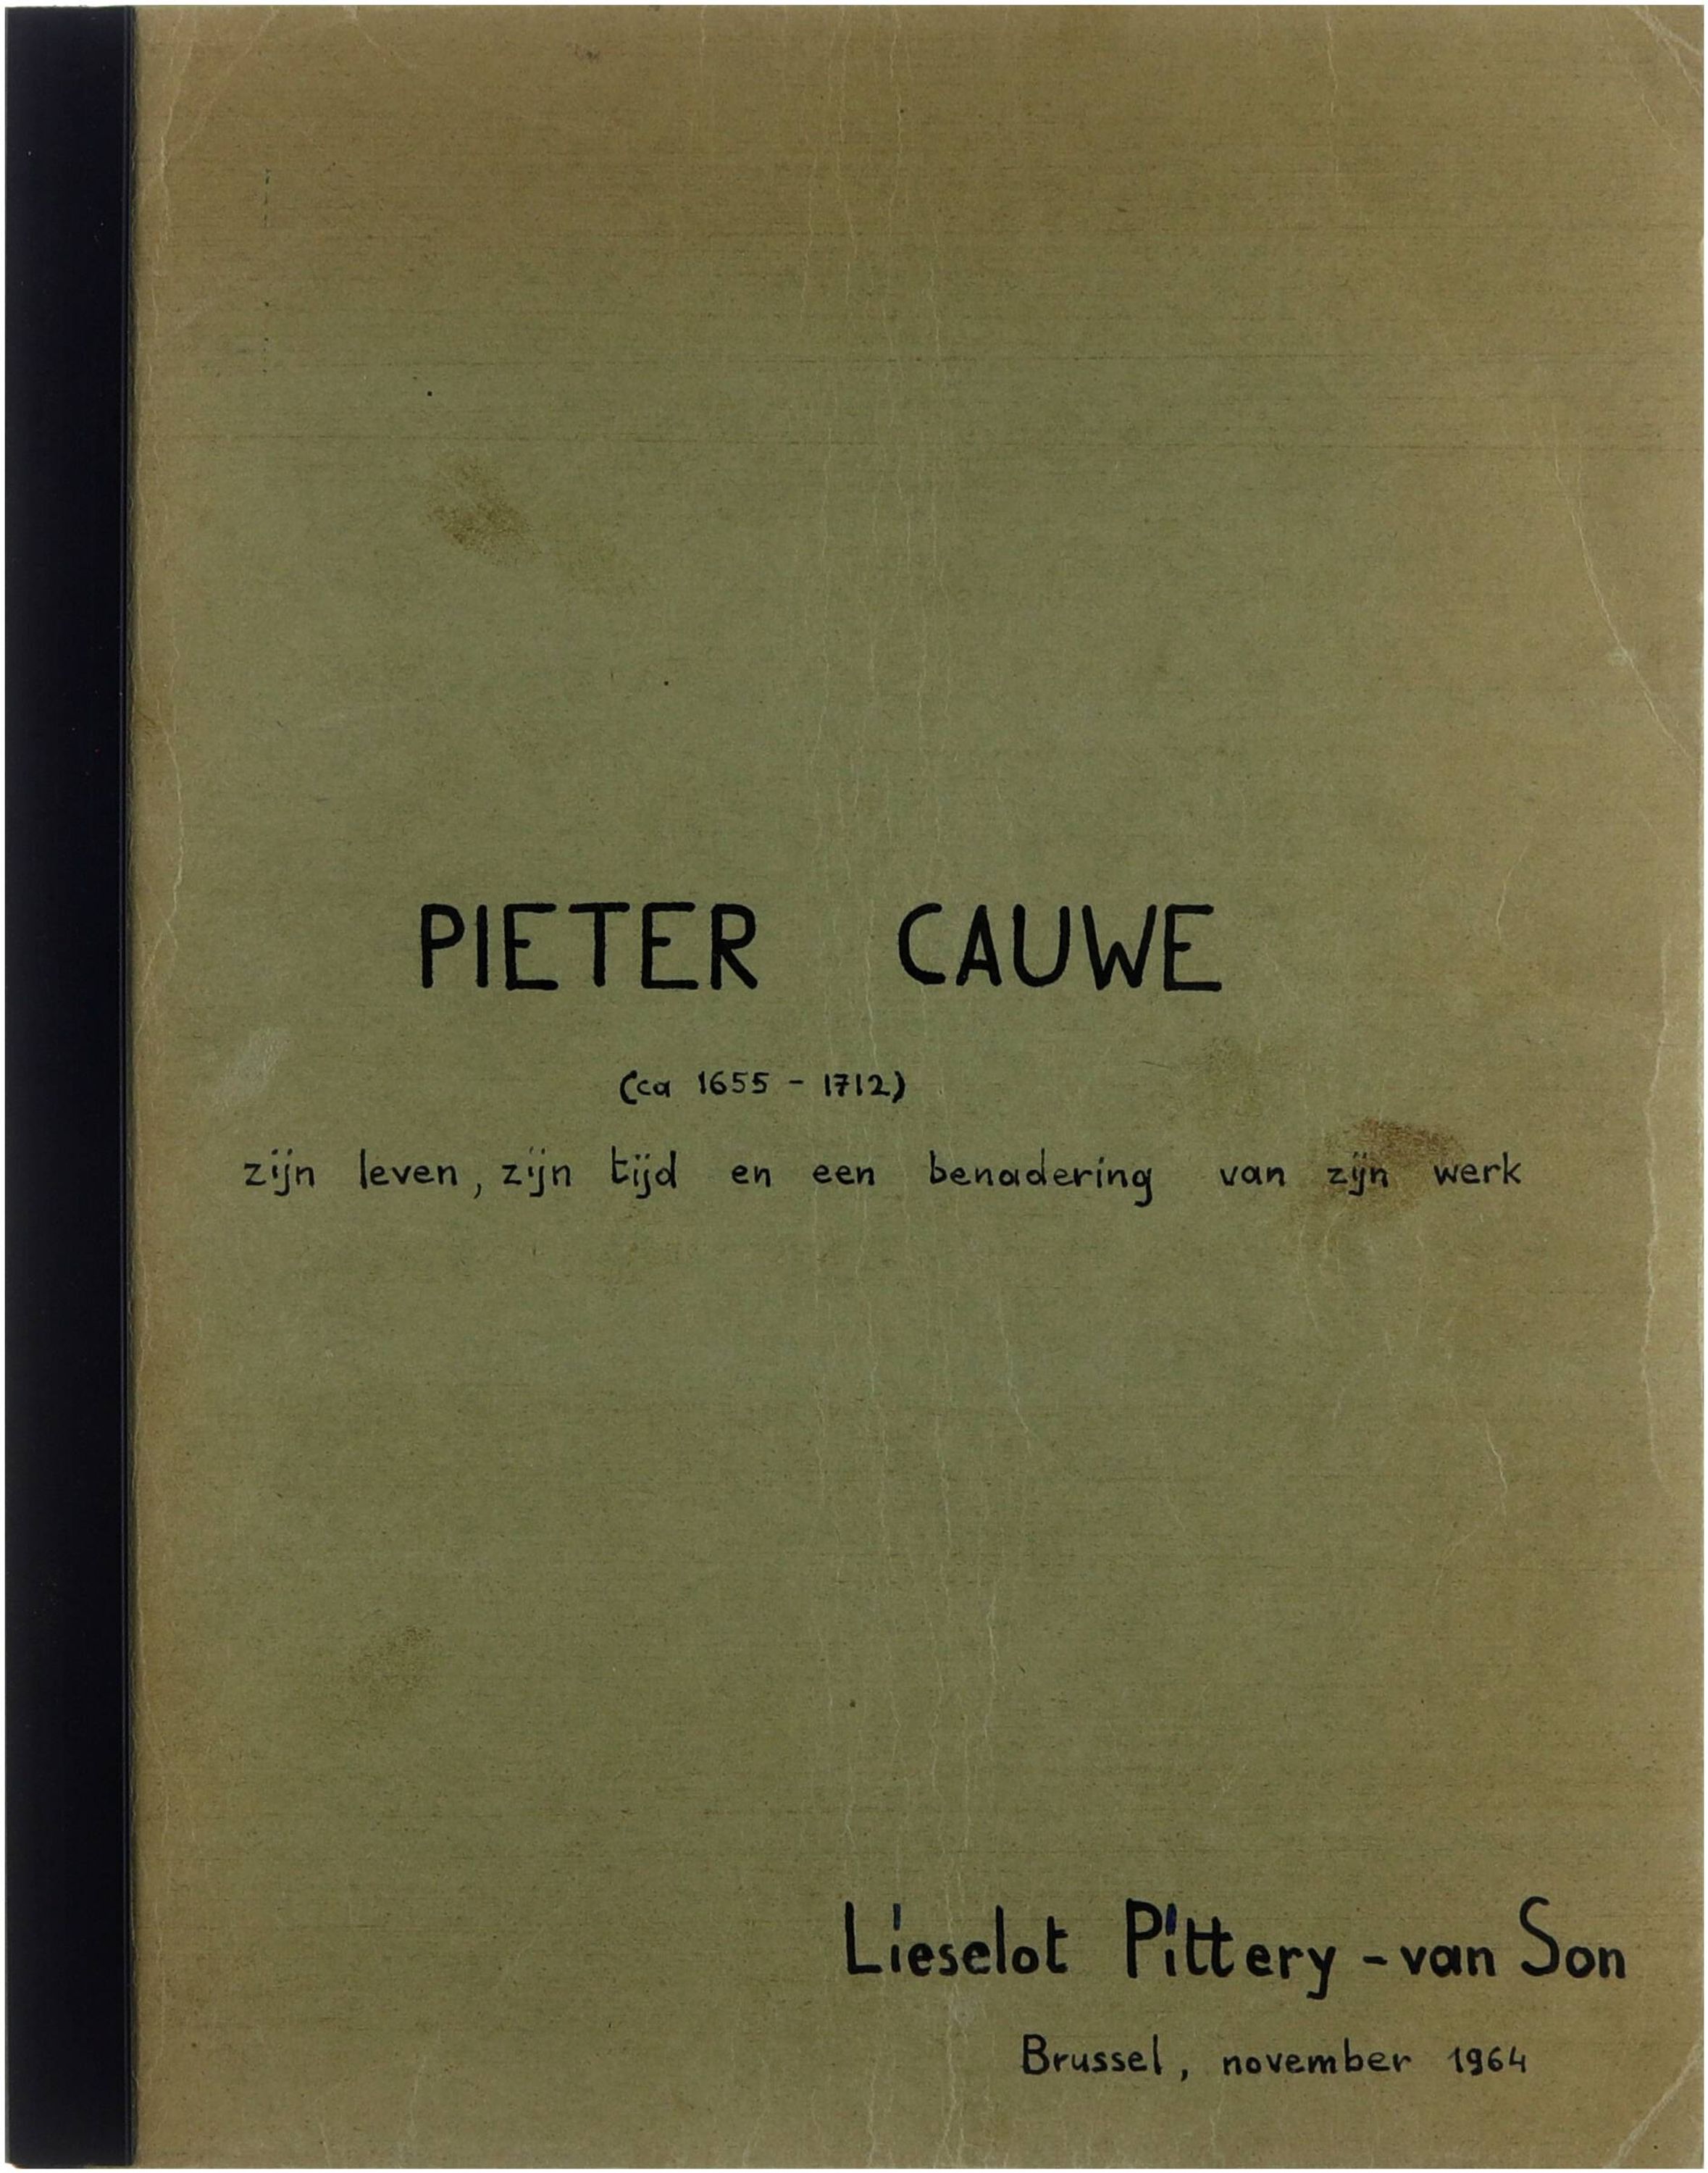 PIETER CAUWE
(ca 1655 - 1712)
zijn leven, zijn tijd en een benadering van zijn werk
Lieselot Pittery - van Son
Brussel, november 1964